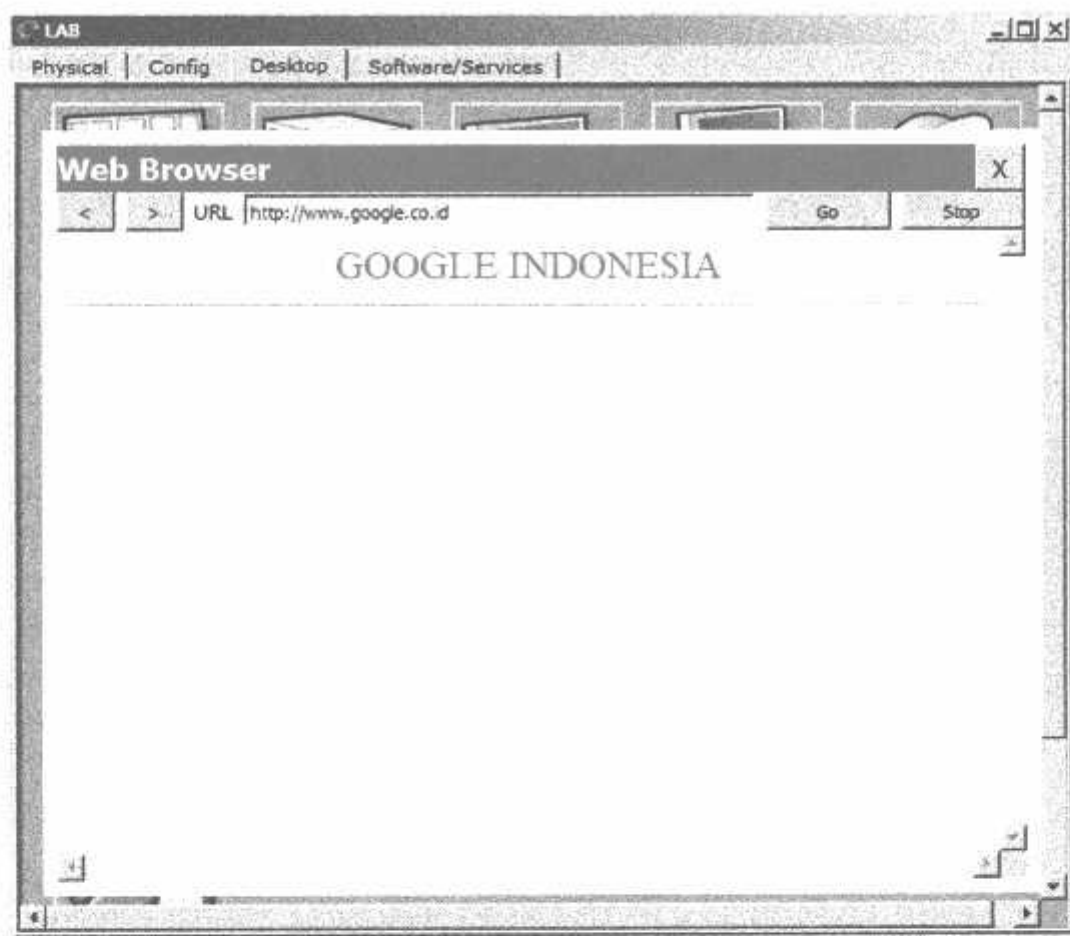 LAB
Physical Config Desktop Software/Services
Web Browser X
< > URL http://www.google.co.id Go Stop
GOOGLE INDONESIA